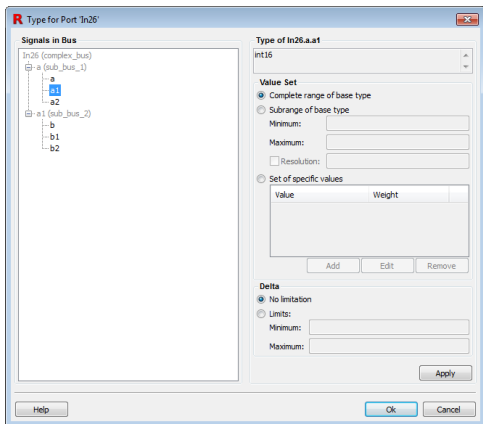 R Type for Port 'In26'
Signals in Bus
In26 (complex_bus)
a (sub_bus_1)
a
a1
a2
a1 (sub_bus_2)
b
b1
b2
Type of In26.a.a1
int16
Value Set
Complete range of base type
Subrange of base type
Minimum:
Maximum:
Resolution:
Set of specific values
Value Weight
Add Edit Remove
Delta
No limitation
Limits:
Minimum:
Maximum:
Apply
Help Ok Cancel